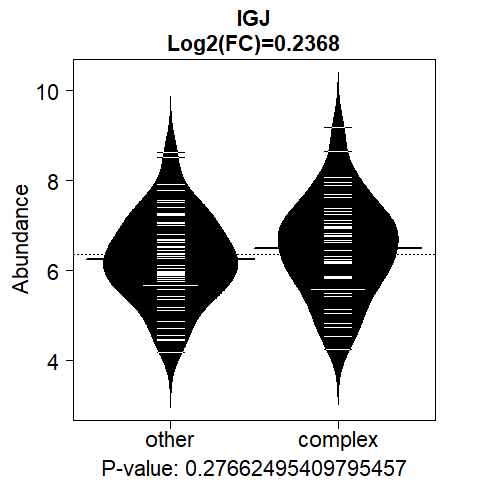 IGJ
Log2(FC)=0.2368
Abundance
10
8
6
4
other complex
P-value: 0.27662495409795457